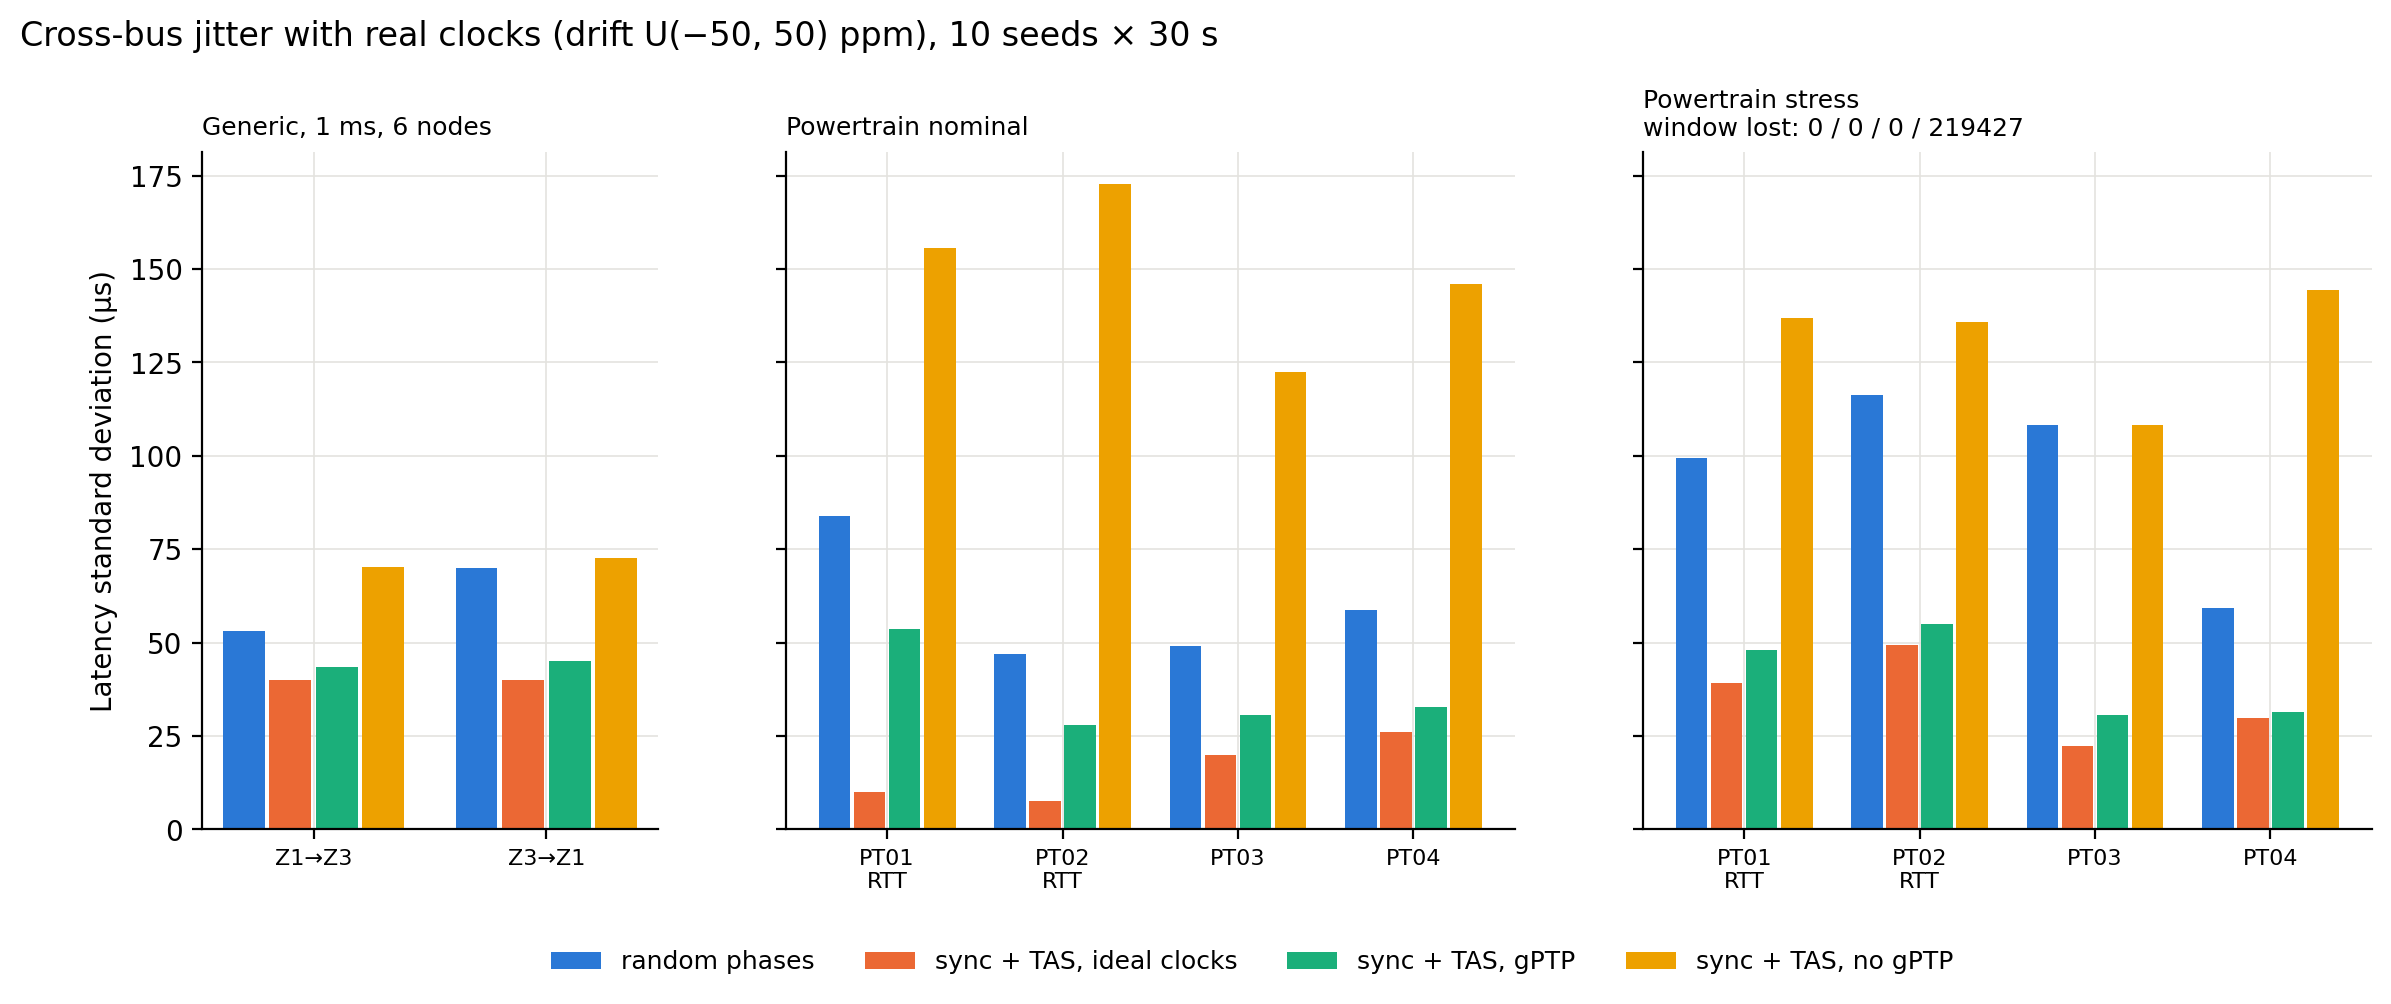 Cross-bus jitter with real clocks (drift U(−50, 50) ppm), 10 seeds × 30 s
Generic, 1 ms, 6 nodes
Powertrain nominal
Powertrain stress
window lost: 0 / 0 / 0 / 219427
Latency standard deviation (µs)
175
150
125
100
75
50
25
0
Z1→Z3
Z3→Z1
PT01
RTT
PT02
RTT
PT03
PT04
PT01
RTT
PT02
RTT
PT03
PT04
random phases
sync + TAS, ideal clocks
sync + TAS, gPTP
sync + TAS, no gPTP